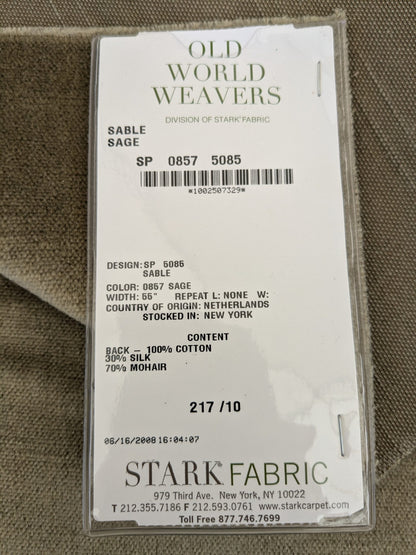 OLD
WORLD
WEAVERS®
DIVISION OF STARK® FABRIC
SABLE
SAGE
SP 0857 5085
*1002507329*
DESIGN: SP 5085
SABLE
COLOR: 0857 SAGE
WIDTH: 55" REPEAT L: NONE W:
COUNTRY OF ORIGIN: NETHERLANDS
STOCKED IN: NEW YORK
CONTENT
BACK — 100% COTTON
30% SILK
70% MOHAIR
217 /10
06/16/2008 16:04:07
STARK® FABRIC
979 Third Ave. New York, NY 10022
T 212.355.7186 F 212.593.0761 www.starkcarpet.com
Toll Free 877.746.7699